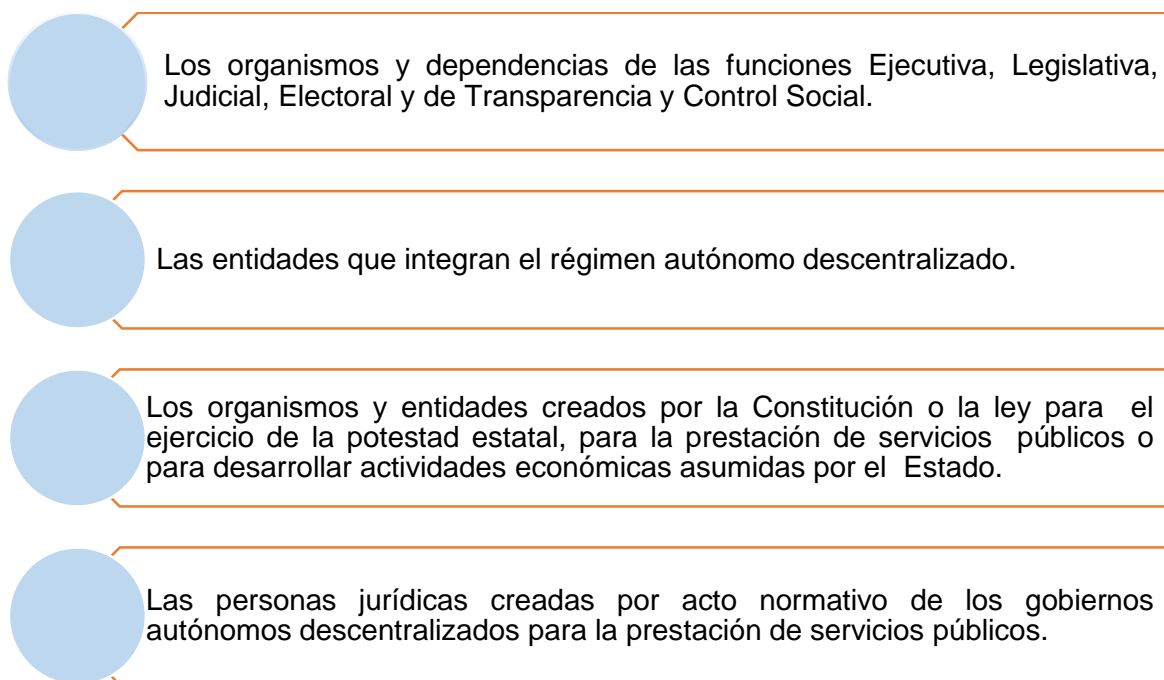 Los organismos y dependencias de las funciones Ejecutiva, Legislativa,
Judicial, Electoral y de Transparencia y Control Social.
Las entidades que integran el régimen autónomo descentralizado.
Los organismos y entidades creados por la Constitución o la ley para el
ejercicio de la potestad estatal, para la prestación de servicios públicos o
para desarrollar actividades económicas asumidas por el Estado.
Las personas jurídicas creadas por acto normativo de los gobiernos
autónomos descentralizados para la prestación de servicios públicos.